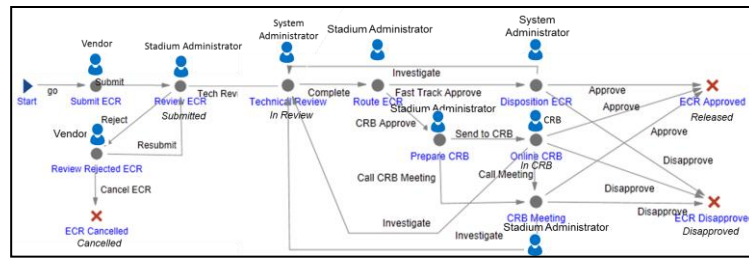 System
Administrator
Stadium Administrator
System
Administrator
Vendor
Stadium Administrator
Investigate
go
Submit
Tech Revi
Complete
Fast Track Approve
Approve
Start
Submit ECR
Review ECR
Technical Review
Route ECR
Disposition ECR
ECR Approved
Submitted
In Review
Stadium Administrator
Approve
Released
Reject
CRB Approve
CRB
Vendor
Send to CRB
Approve
Resubmit
Review Rejected ECR
Prepare CRB
Online CRB
In CRB
Disapprove
Call CRB Meeting
Call Meeting
Cancel ECR
Disapprove
CRB Meeting
Disapprove
ECR Disapproved
ECR Cancelled
Investigate
Stadium Administrator
Disapproved
Cancelled
Investigate